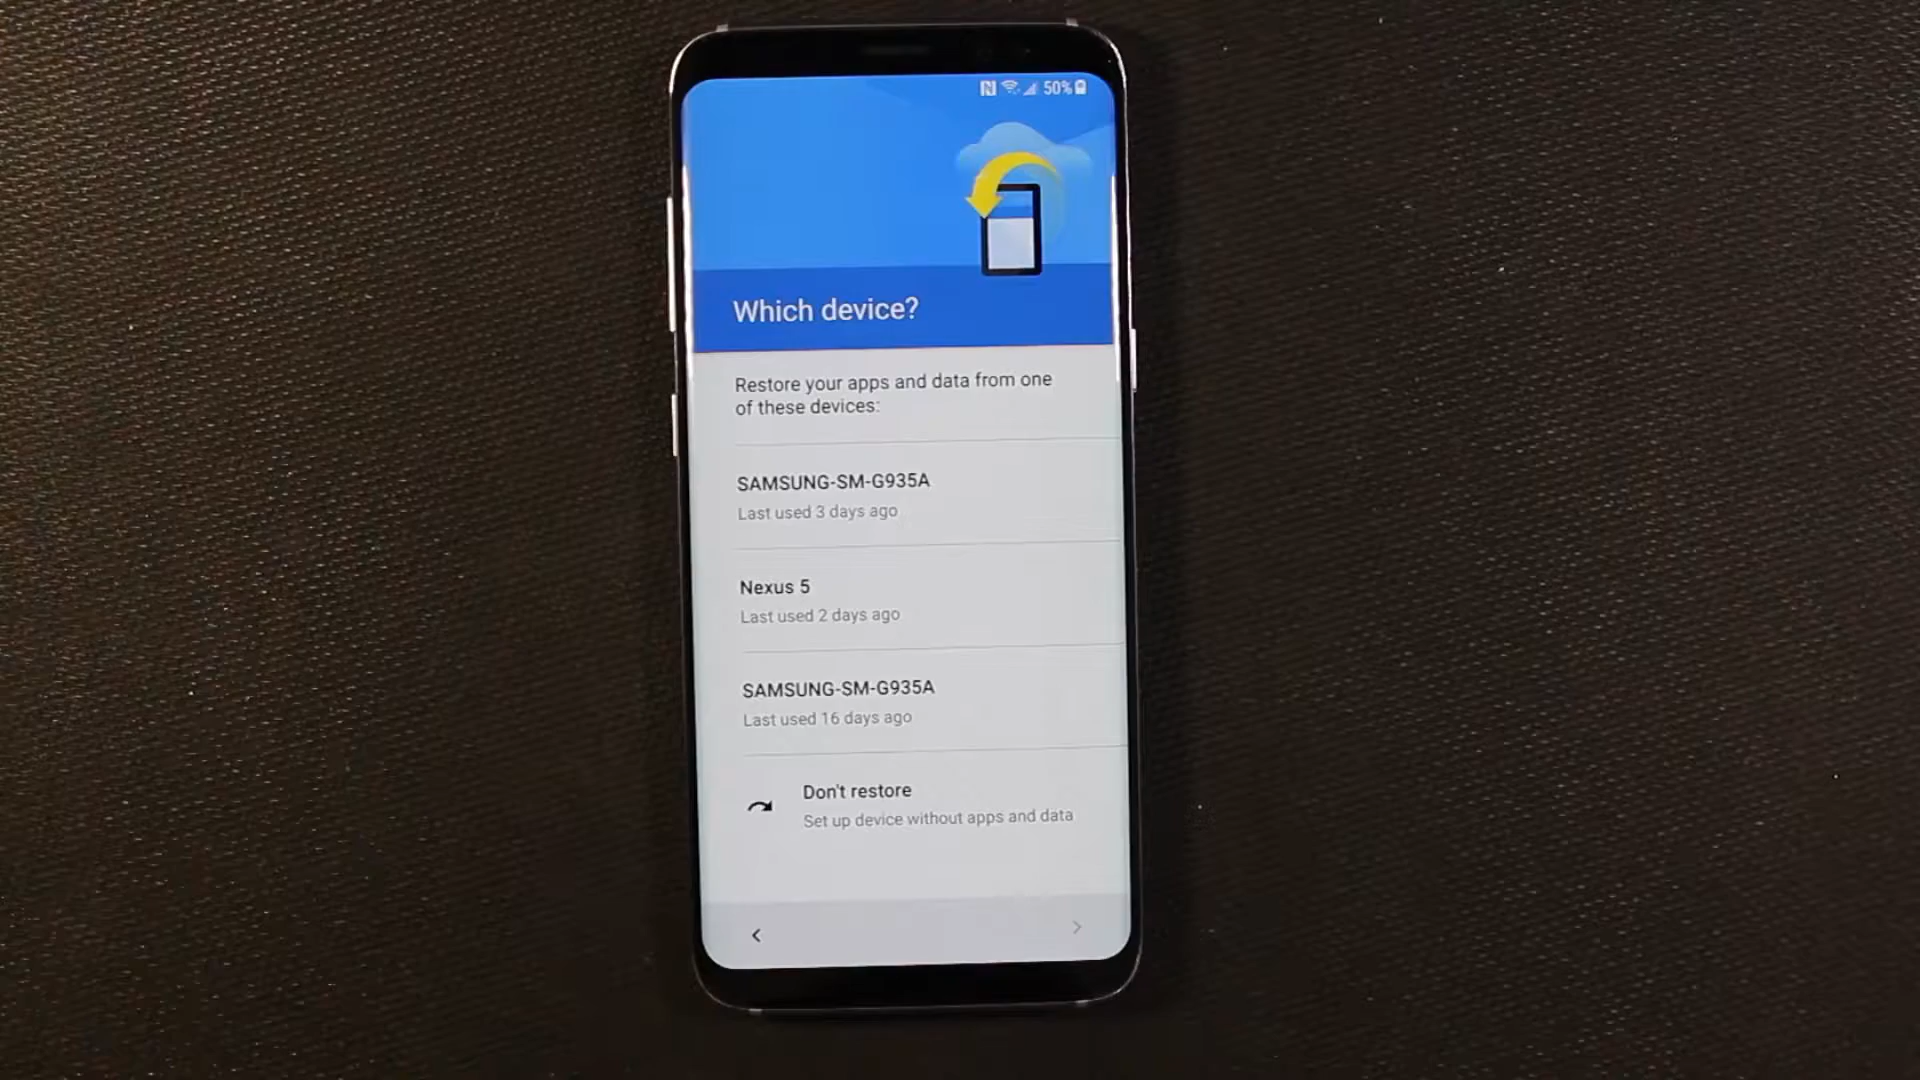 50%
Which device?
Restore your apps and data from one
of these devices:
SAMSUNG-SM-G935A
Last used 3 days ago
Nexus 5
Last used 2 days ago
SAMSUNG-SM-G935A
Last used 16 days ago
Don't restore
Set up device without apps and data